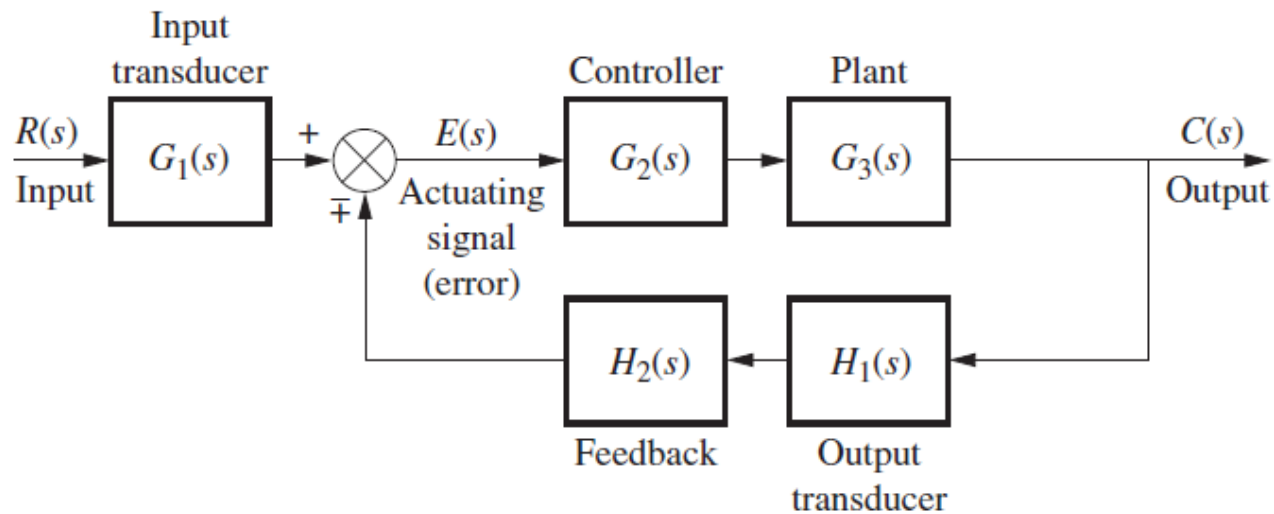 Input
transducer
Controller
Plant
R(s)
Input
G₁(s)
+
∓
E(s)
Actuating
signal
(error)
G₂(s)
G₃(s)
C(s)
Output
H₂(s)
H₁(s)
Feedback
Output
transducer